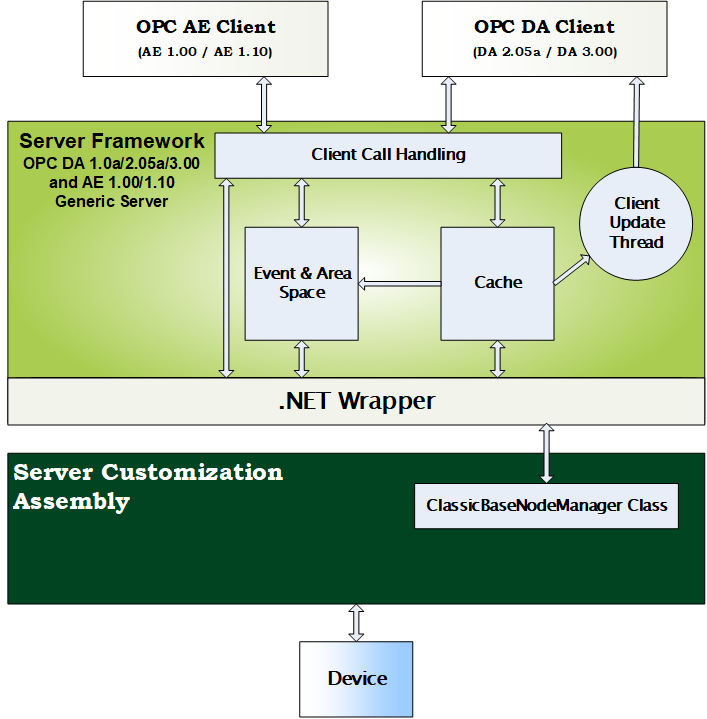 OPC AE Client
(AE 1.00 / AE 1.10)
OPC DA Client
(DA 2.05a / DA 3.00)
Server Framework
OPC DA 1.0a/2.05a/3.00
and AE 1.00/1.10
Generic Server
Client Call Handling
Client
Update
Thread
Event & Area
Space
Cache
.NET Wrapper
Server Customization
Assembly
ClassicBaseNodeManager Class
Device